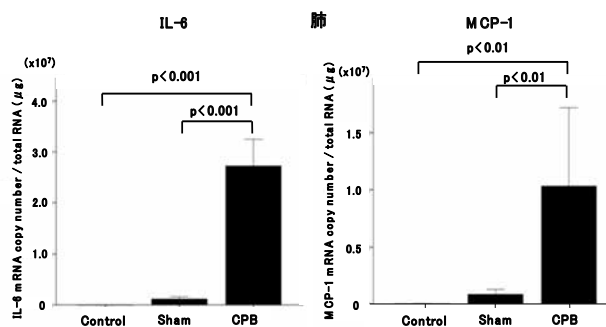 IL-6 肺 MCP-1
(x10⁷)
IL-6 mRNA copy number / total RNA (μg)
4.0
3.0
2.0
1.0
0
p<0.001
p<0.001
Control Sham CPB
(x10⁷)
MCP-1 mRNA copy number / total RNA (μg)
1.5
1.0
0.5
0
p<0.01
p<0.01
Control Sham CPB